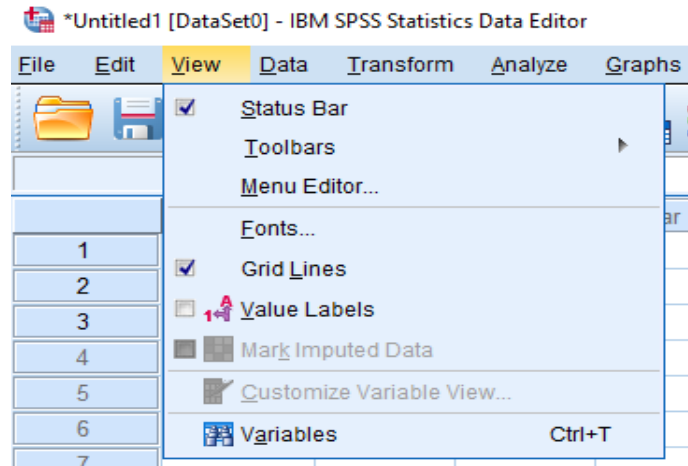 *Untitled1 [DataSet0] - IBM SPSS Statistics Data Editor
File Edit View Data Transform Analyze Graphs
Status Bar
Toolbars
Menu Editor...
Fonts...
ar
1
Grid Lines
2
Value Labels
3
Mark Imputed Data
4
Customize Variable View...
5
Variables Ctrl+T
6
7